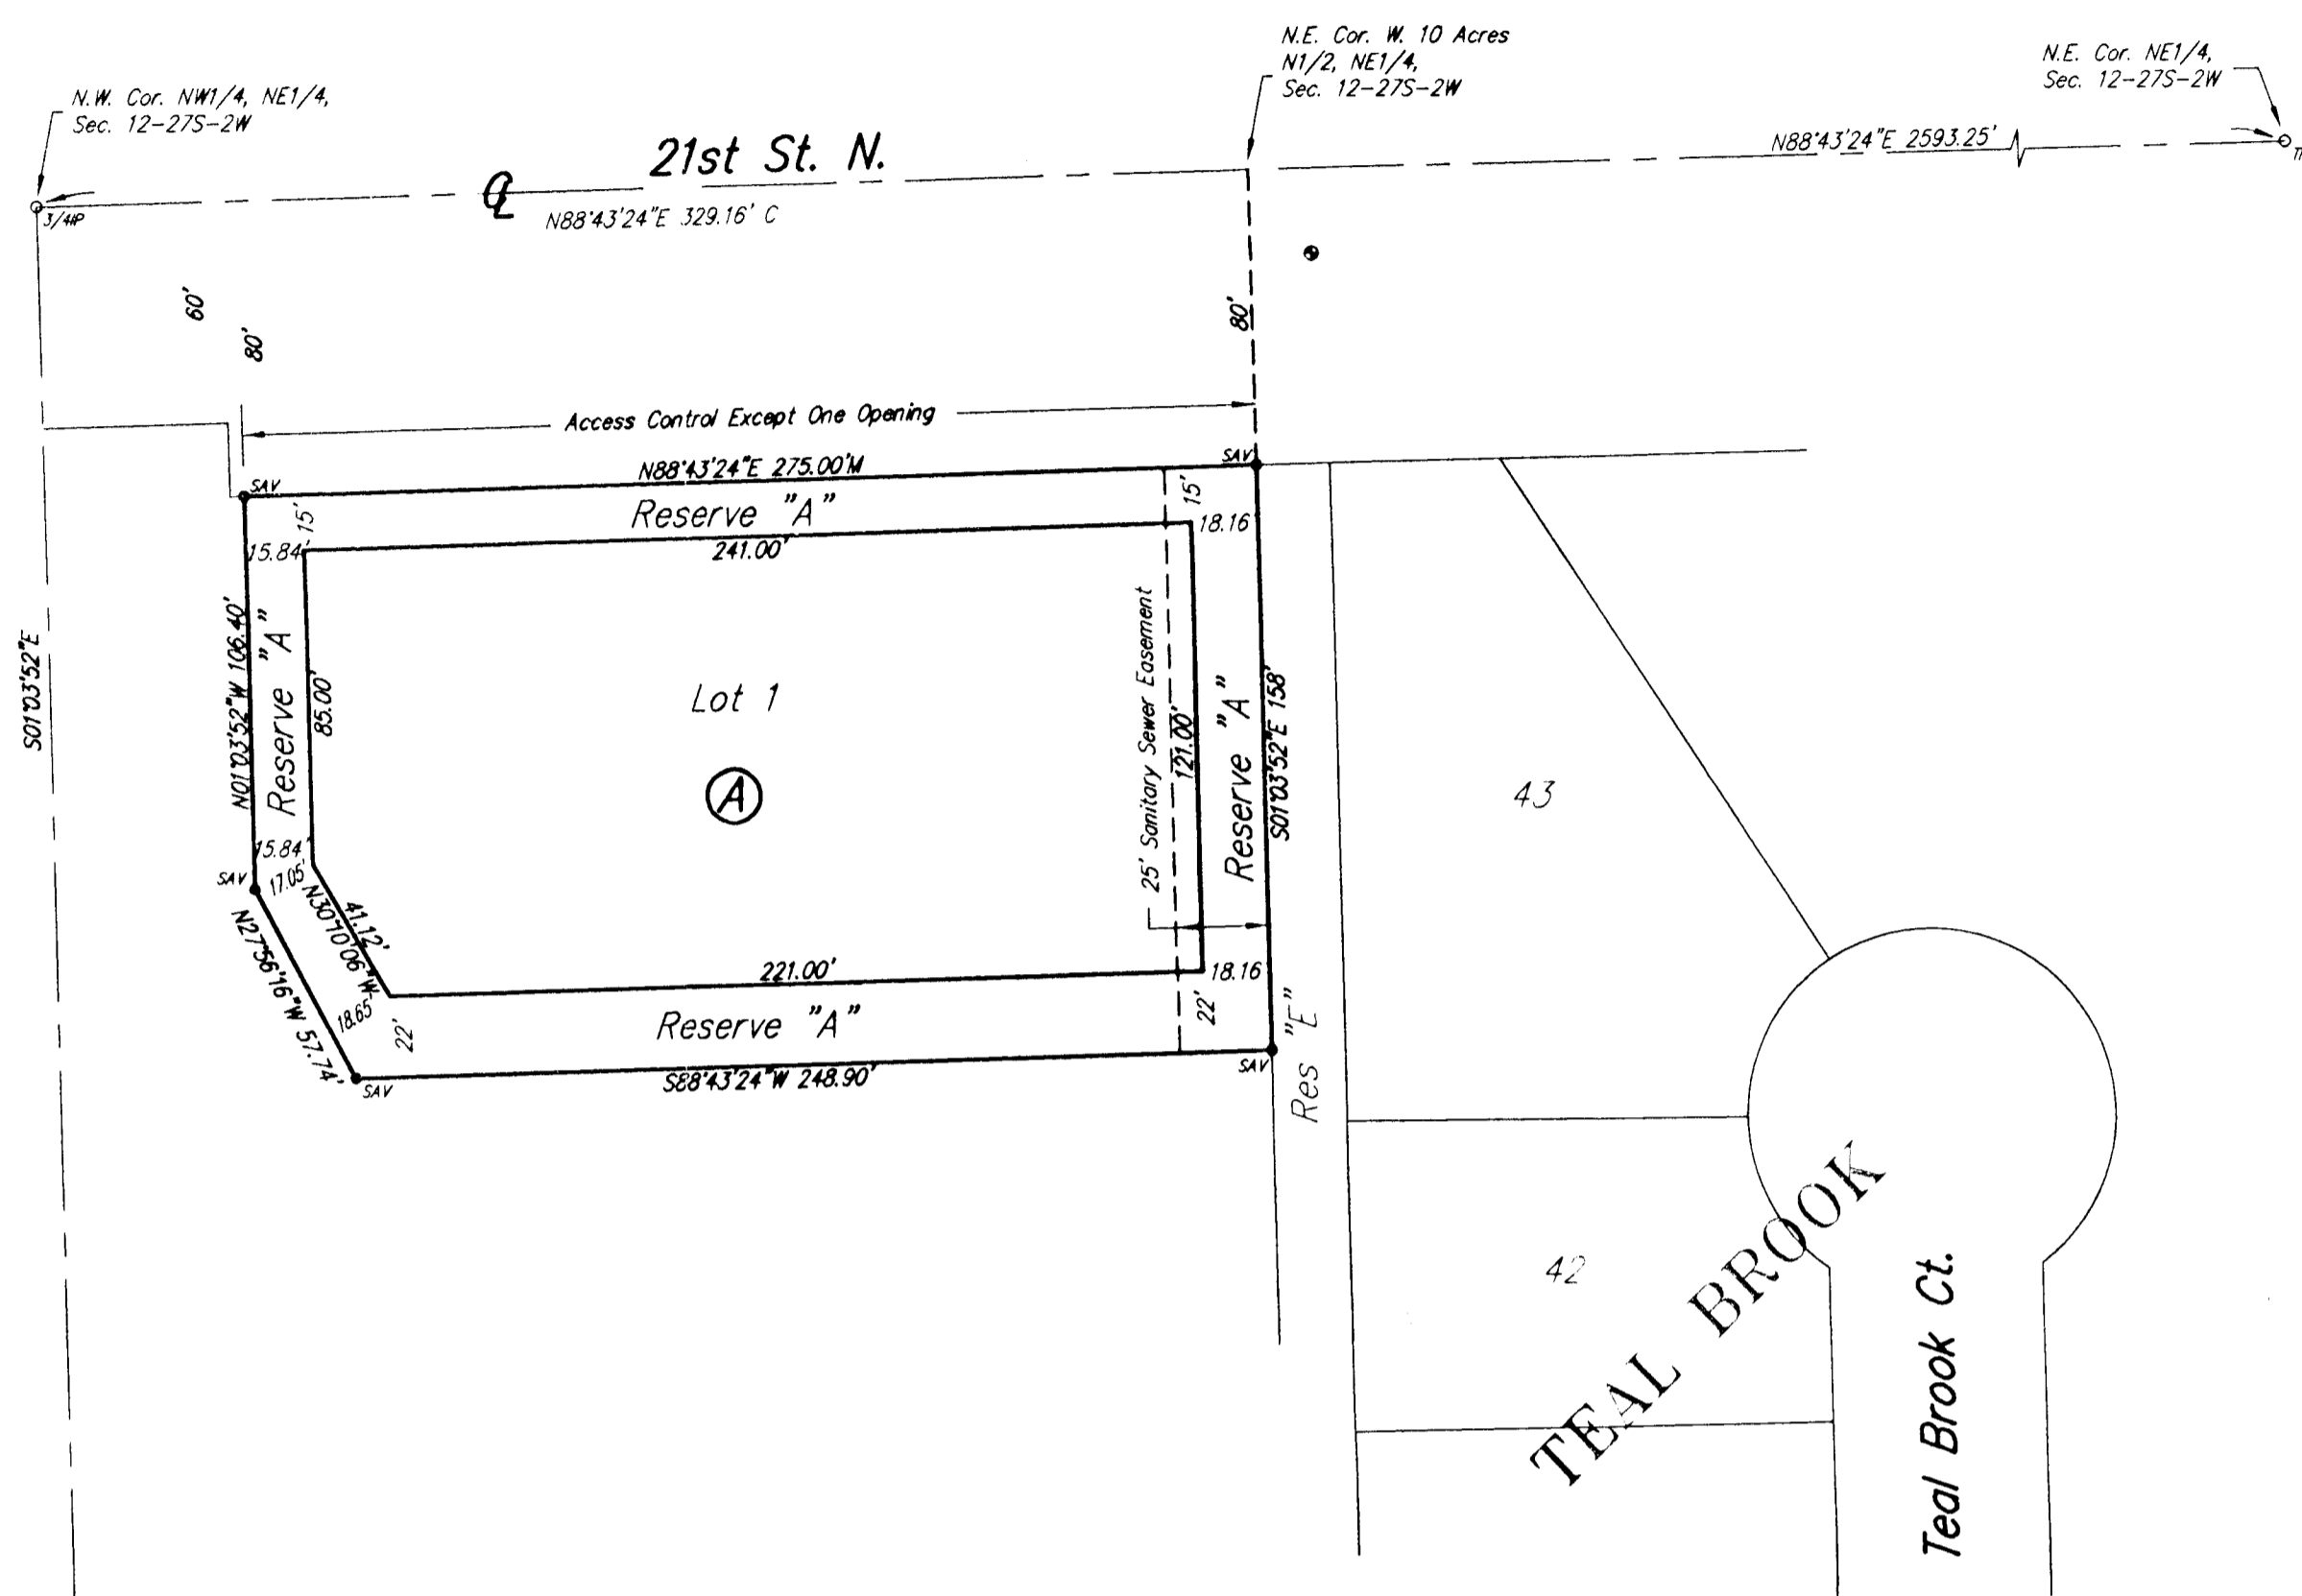 N.W. Cor. NW1/4, NE1/4,
Sec. 12-27S-2W
N.E. Cor. W. 10 Acres
N1/2, NE1/4,
Sec. 12-27S-2W
N.E. Cor. NE1/4,
Sec. 12-27S-2W
21st St. N.
N88°43'24"E 2593.25'
3/4"IP
N88°43'24"E 329.16' C
60'
80'
80'
Access Control Except One Opening
N88°43'24"E 275.00'M
SAV
SAV
Reserve "A"
15'
15'
18.16
15.84'
241.00'
S01°03'52"E
N01°03'52"W 106.40'
Reserve "A"
85.00'
Lot 1
A
25' Sanitary Sewer Easement
121.00'
Reserve "A"
S01°03'52"E 158'
43
15.84'
17.05
SAV
N30°10'06"W
41.12'
N27°56'16"W 57.74'
18.65
22'
221.00'
18.16
22'
Reserve "A"
S88°43'24"W 248.90'
SAV
SAV
Res "E"
42
TEAL BROOK
Teal Brook Ct.